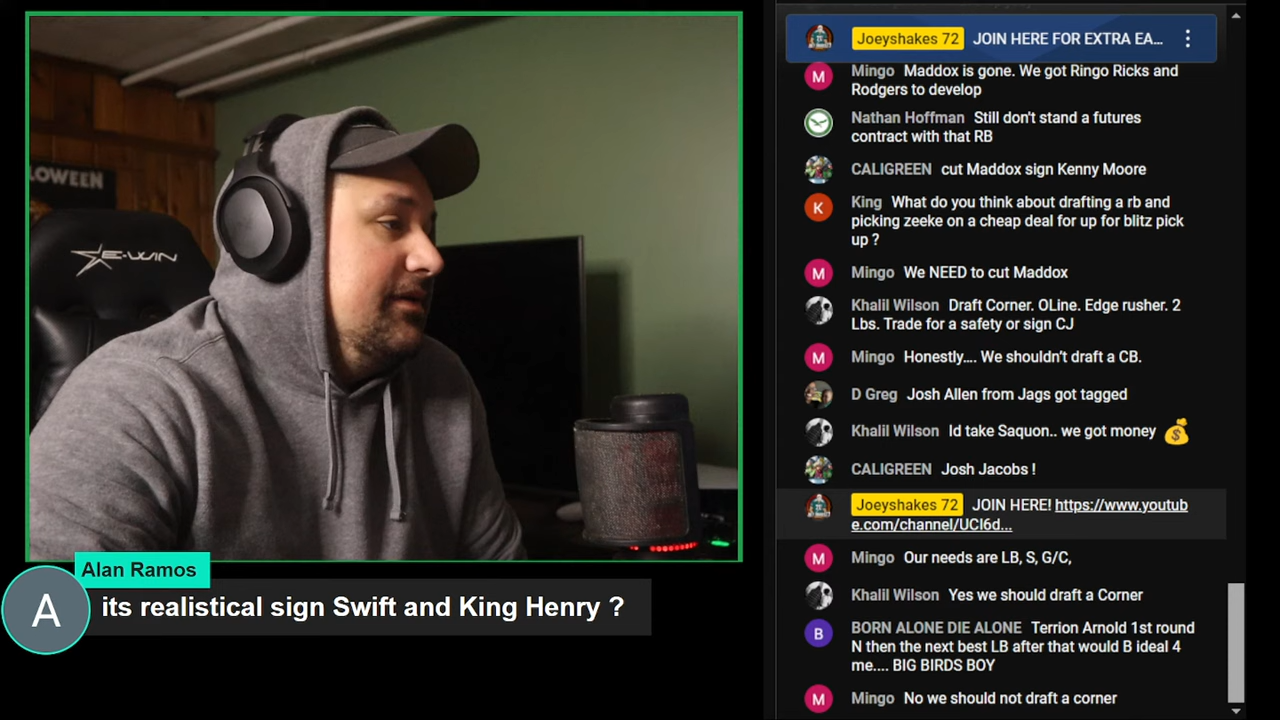 LOWEEN
E-WIN
Alan Ramos
A
its realistical sign Swift and King Henry ?
Joeyshakes 72 JOIN HERE FOR EXTRA EA...
M
Mingo Maddox is gone. We got Ringo Ricks and
Rodgers to develop
Nathan Hoffman Still don't stand a futures
contract with that RB
CALIGREEN cut Maddox sign Kenny Moore
K
King What do you think about drafting a rb and
picking zeeke on a cheap deal for up for blitz pick
up ?
M
Mingo We NEED to cut Maddox
Khalil Wilson Draft Corner. OLine. Edge rusher. 2
Lbs. Trade for a safety or sign CJ
M
Mingo Honestly.... We shouldn't draft a CB.
D Greg Josh Allen from Jags got tagged
Khalil Wilson Id take Saquon.. we got money 💰
CALIGREEN Josh Jacobs !
Joeyshakes 72 JOIN HERE! https://www.youtub
e.com/channel/UCI6d...
M
Mingo Our needs are LB, S, G/C,
Khalil Wilson Yes we should draft a Corner
B
BORN ALONE DIE ALONE Terrion Arnold 1st round
N then the next best LB after that would B ideal 4
me.... BIG BIRDS BOY
M
Mingo No we should not draft a corner